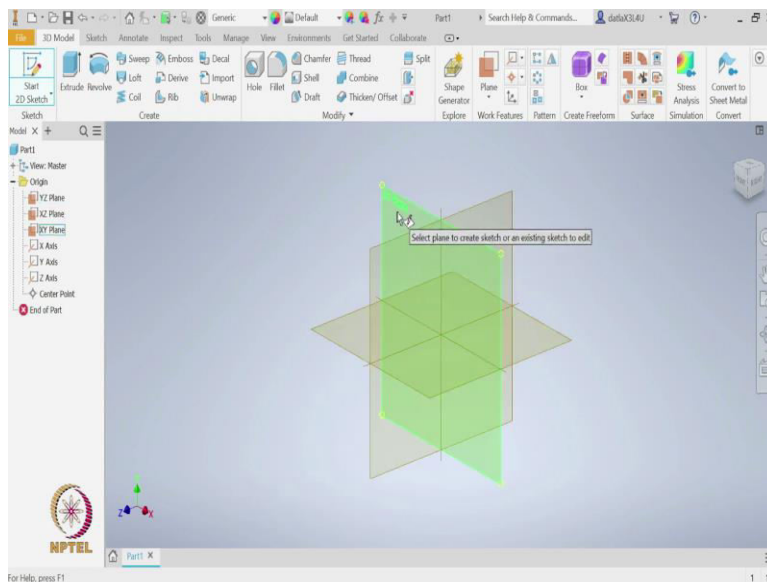 Generic Default fx Part1 Search Help & Commands... datlaX3L4U
File 3D Model Sketch Annotate Inspect Tools Manage View Environments Get Started Collaborate
Start 2D Sketch Extrude Revolve Sweep Emboss Decal Loft Derive Import Coil Rib Unwrap
Hole Fillet Chamfer Thread Split Shell Combine Draft Thicken/ Offset
Shape Generator Plane Box Stress Analysis Convert to Sheet Metal
Sketch Create Modify Explore Work Features Pattern Create Freeform Surface Simulation Convert
Model X +
Part1
View: Master
Origin
YZ Plane
XZ Plane
XY Plane
X Axis
Y Axis
Z Axis
Center Point
End of Part
Select plane to create sketch or an existing sketch to edit
Z X
NPTEL
Part1 X
For Help, press F1 1